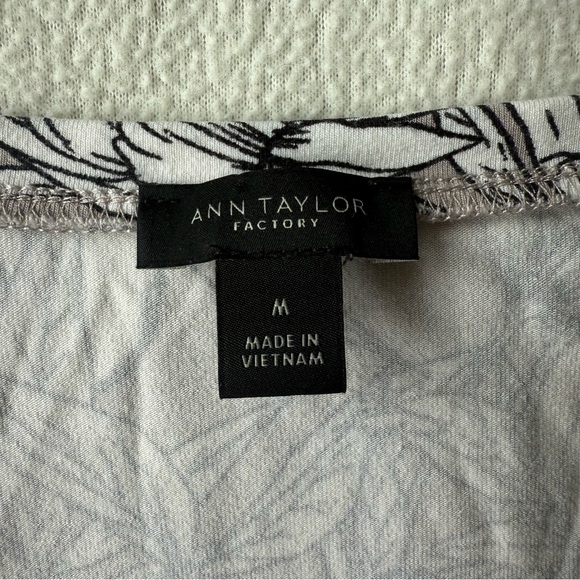 ANN TAYLOR
FACTORY
M
MADE IN
VIETNAM